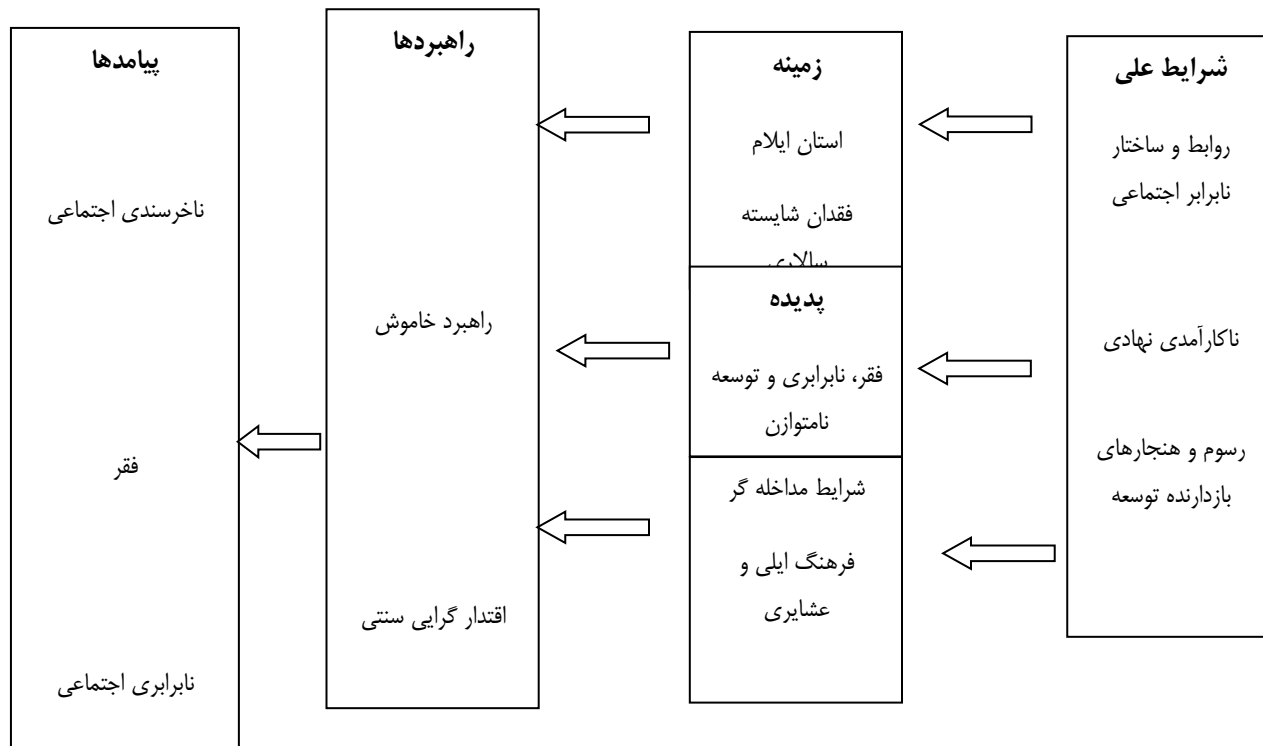 شرایط علی
روابط و ساختار
نابرابر اجتماعی
ناکارآمدی نهادی
رسوم و هنجارهای
بازدارنده توسعه
زمینه
استان ایلام
فقدان شایسته
سالاری
پدیده
فقر، نابرابری و توسعه
نامتوازن
شرایط مداخله گر
فرهنگ ایلی و
عشایری
راهبردها
راهبرد خاموش
اقتدار گرایی سنتی
پیامدها
ناخرسندی اجتماعی
فقر
نابرابری اجتماعی